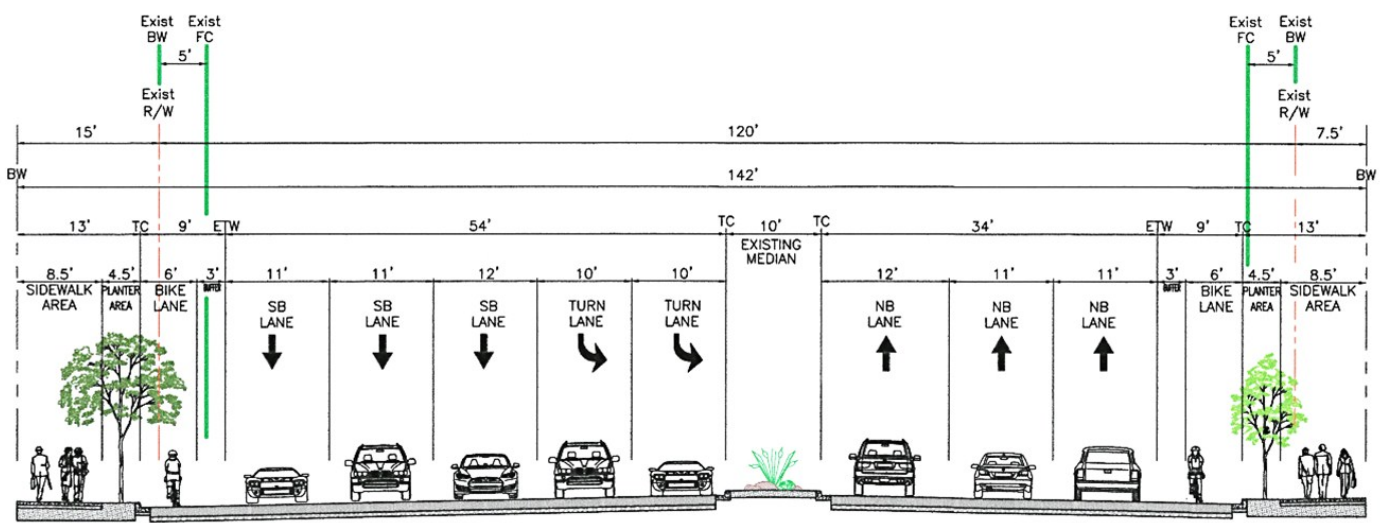 Exist Exist
BW FC
5'
Exist
R/W
Exist Exist
FC BW
5'
Exist
R/W
15' 120' 7.5'
BW 142' BW
13' TC 9' ETW 54' TC 10' TC 34' ETW 9' TC 13'
EXISTING
MEDIAN
8.5' 4.5' 6' 3' 11' 11' 12' 10' 10' 12' 11' 11' 3' 6' 4.5' 8.5'
SIDEWALK
AREA
PLANTER
AREA
BIKE
LANE
BUFFER
SB
LANE
SB
LANE
SB
LANE
TURN
LANE
TURN
LANE
NB
LANE
NB
LANE
NB
LANE
BUFFER
BIKE
LANE
PLANTER
AREA
SIDEWALK
AREA